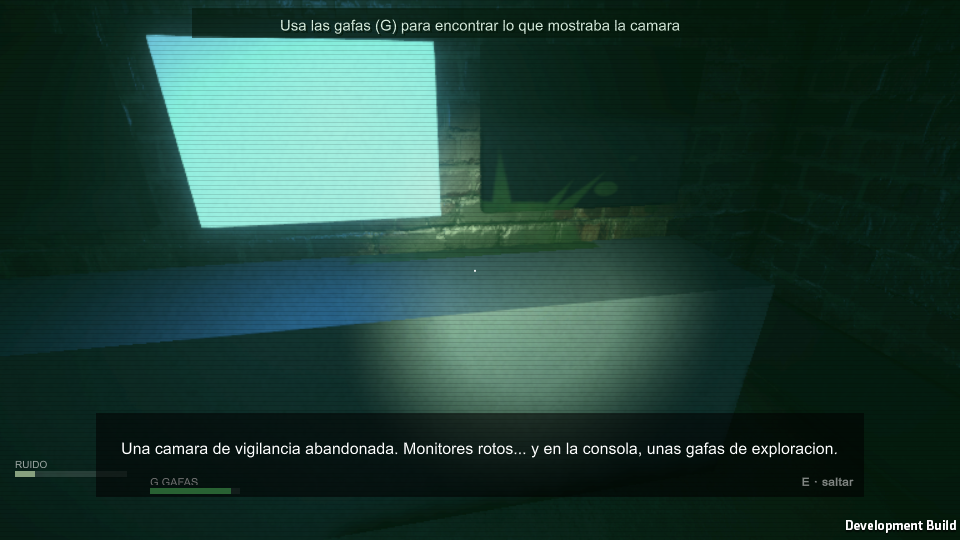 Usa las gafas (G) para encontrar lo que mostraba la camara
Una camara de vigilancia abandonada. Monitores rotos... y en la consola, unas gafas de exploracion.
RUIDO
G GAFAS
E · saltar
Development Build